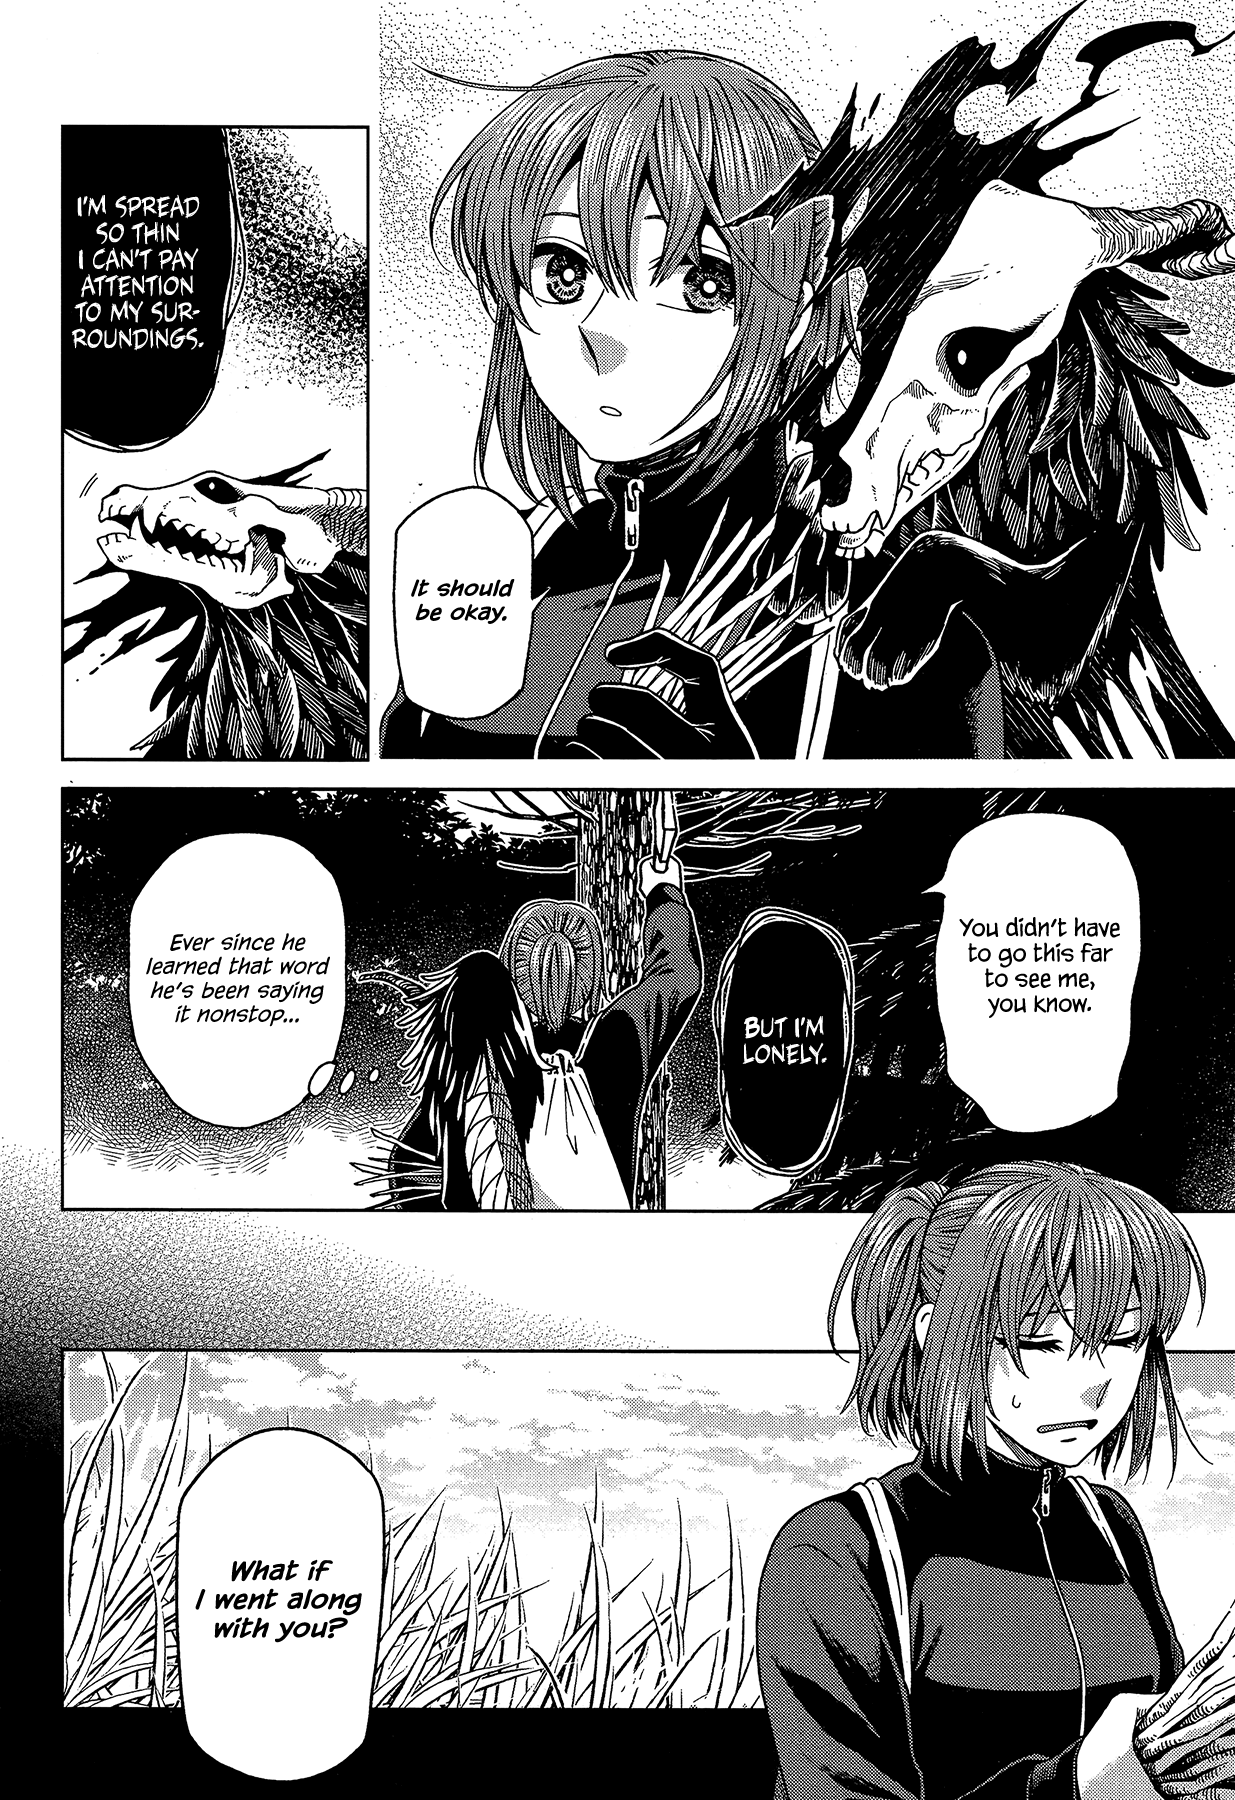 It should
be okay.
I'M SPREAD
SO THIN
I CAN'T PAY
ATTENTION
TO MY SUR-
ROUNDINGS.
You didn't have
to go this far
to see me,
you know.
BUT I'M
LONELY.
Ever since he
learned that word
he's been saying
it nonstop...
What if
I went along
with you?